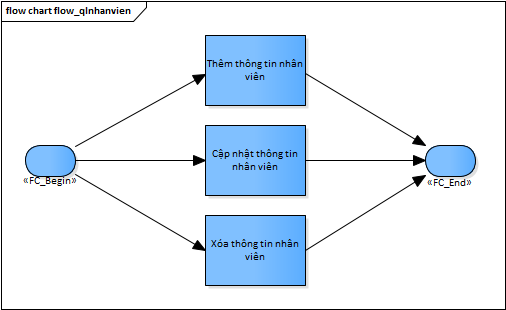 flow chart flow_qlnhanvien
Thêm thông tin nhân
viên
Cập nhật thông tin
nhân viên
Xóa thông tin nhân
viên
«FC_Begin»
«FC_End»